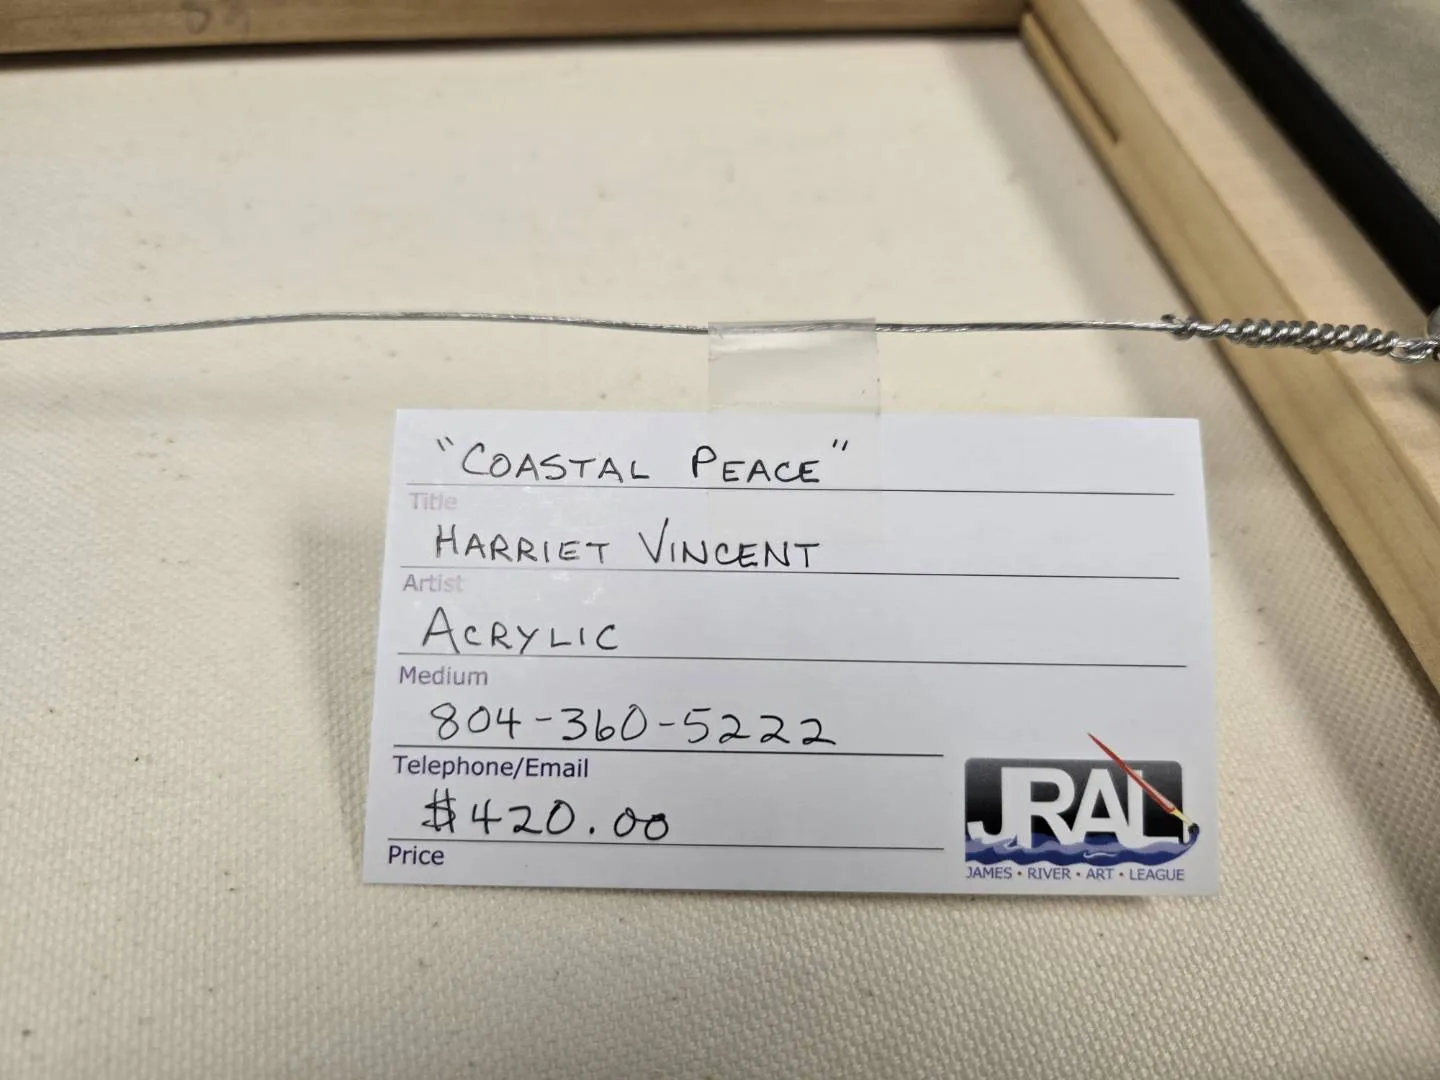 "COASTAL PEACE"
Title
HARRIET VINCENT
Artist
ACRYLIC
Medium
804-360-5222
Telephone/Email
$420.00
Price
JRAL
JAMES • RIVER • ART • LEAGUE